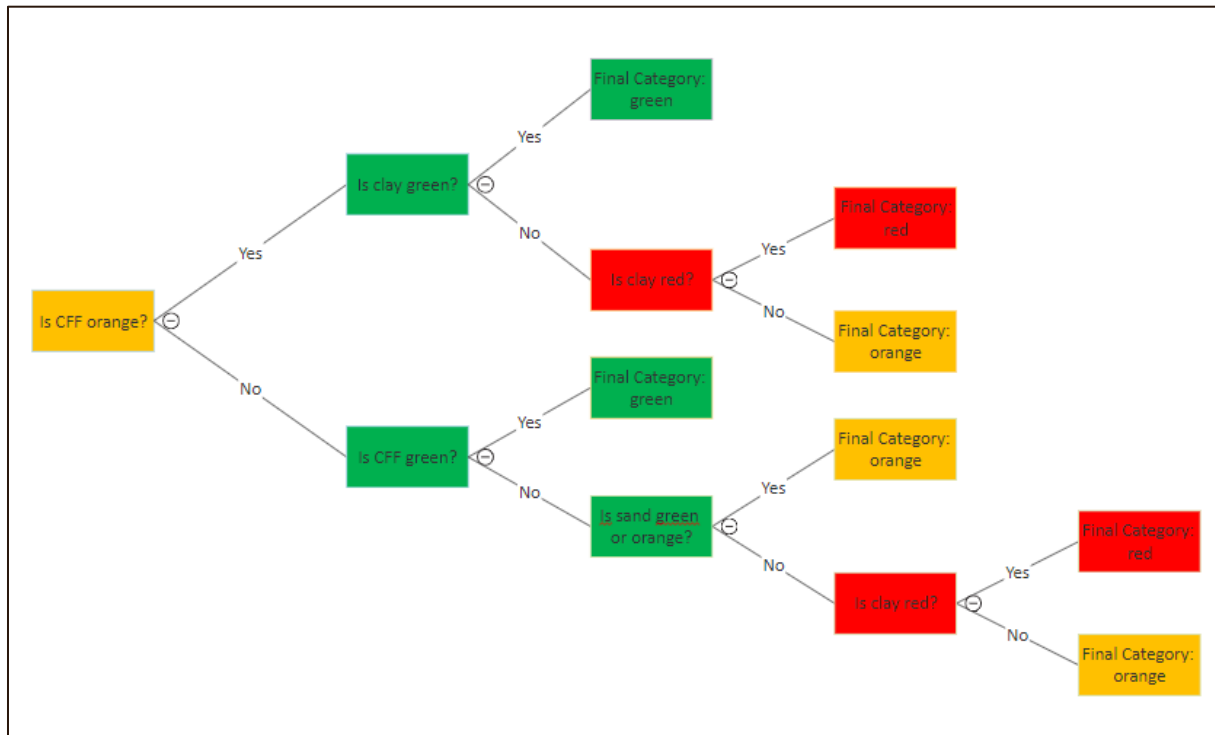 Final Category:
green
Yes
Is clay green?
No
Final Category:
red
Yes
Is clay red?
No
Final Category:
orange
Yes
Is CFF orange?
No
Final Category:
green
Yes
Is CFF green?
No
Final Category:
orange
Yes
Is sand green
or orange?
No
Final Category:
red
Yes
Is clay red?
No
Final Category:
orange